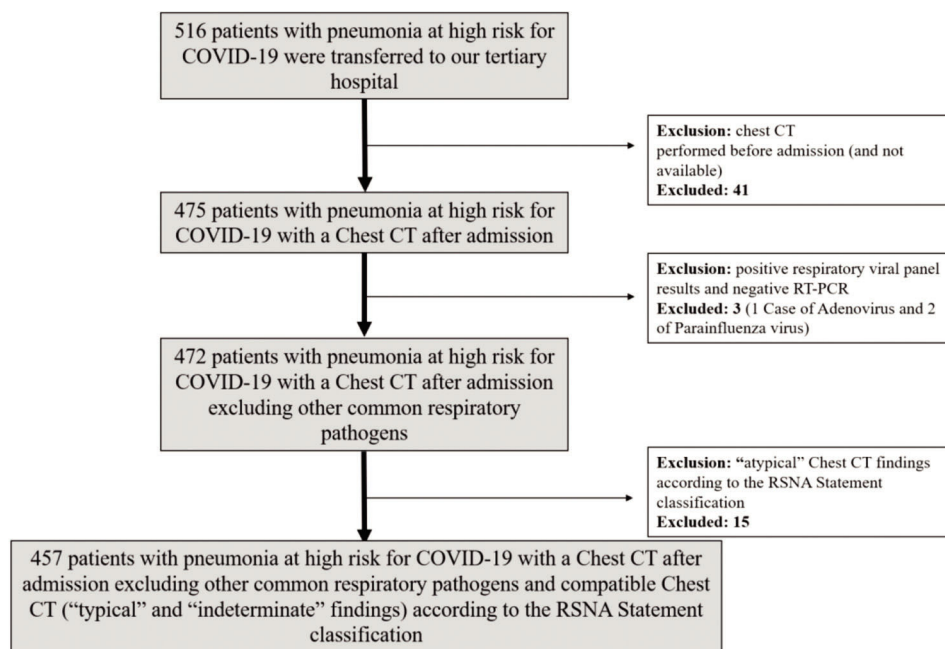 516 patients with pneumonia at high risk for
COVID-19 were transferred to our tertiary
hospital
Exclusion: chest CT
performed before admission (and not
available)
Excluded: 41
475 patients with pneumonia at high risk for
COVID-19 with a Chest CT after admission
Exclusion: positive respiratory viral panel
results and negative RT-PCR
Excluded: 3 (1 Case of Adenovirus and 2
of Parainfluenza virus)
472 patients with pneumonia at high risk for
COVID-19 with a Chest CT after admission
excluding other common respiratory
pathogens
Exclusion: “atypical” Chest CT findings
according to the RSNA Statement
classification
Excluded: 15
457 patients with pneumonia at high risk for COVID-19 with a Chest CT after
admission excluding other common respiratory pathogens and compatible Chest
CT (“typical” and “indeterminate” findings) according to the RSNA Statement
classification